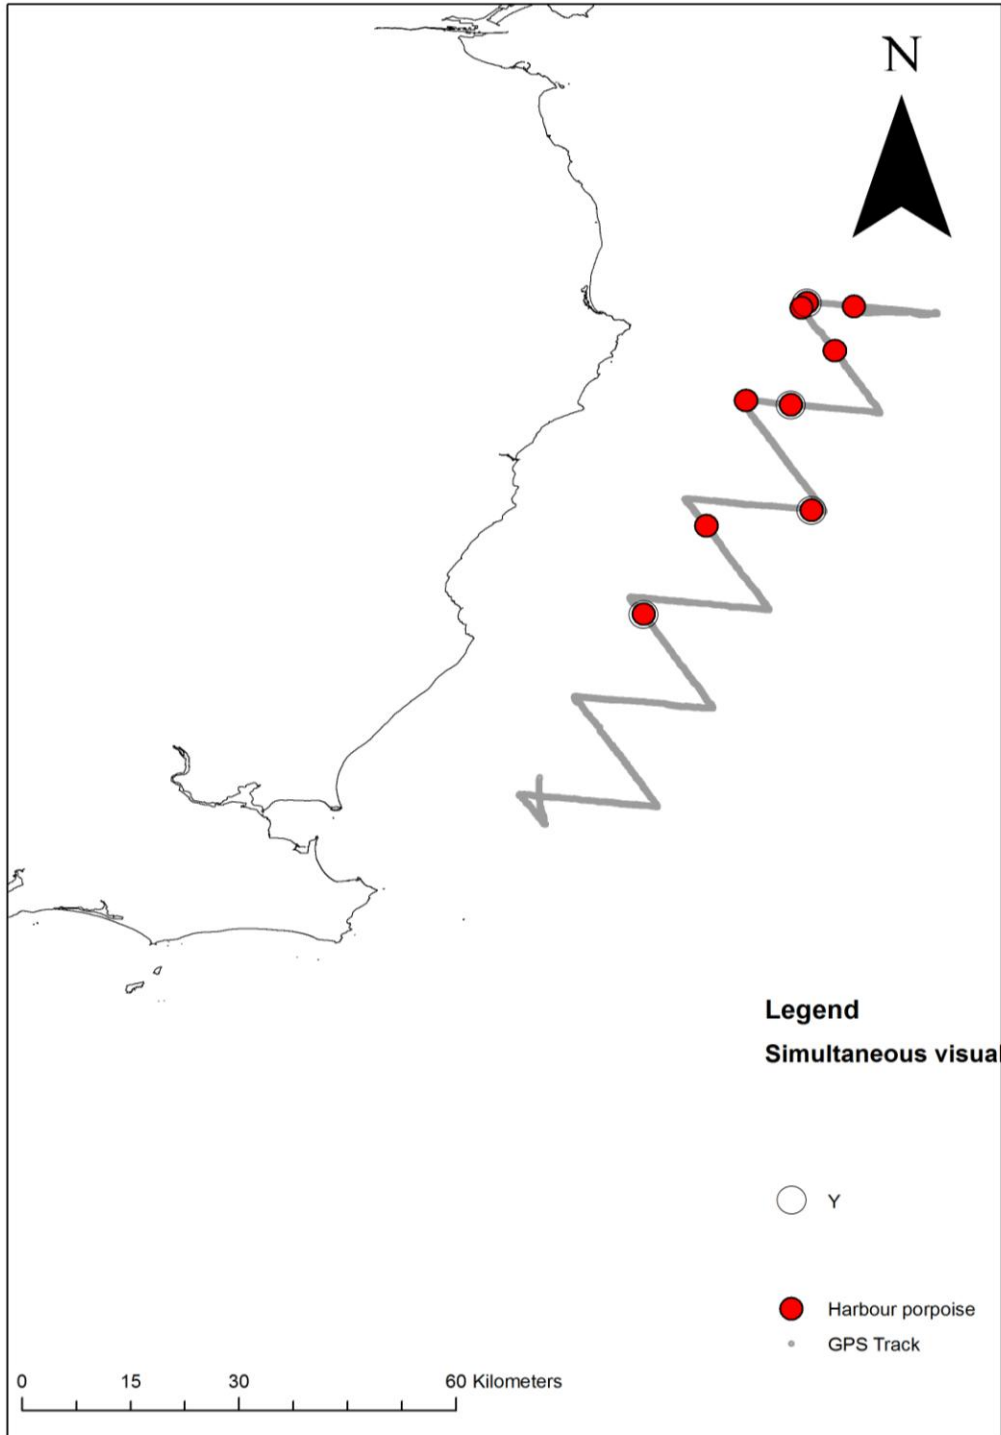 N
Legend
Simultaneous visual
Y
Harbour porpoise
GPS Track
0 15 30 60 Kilometers